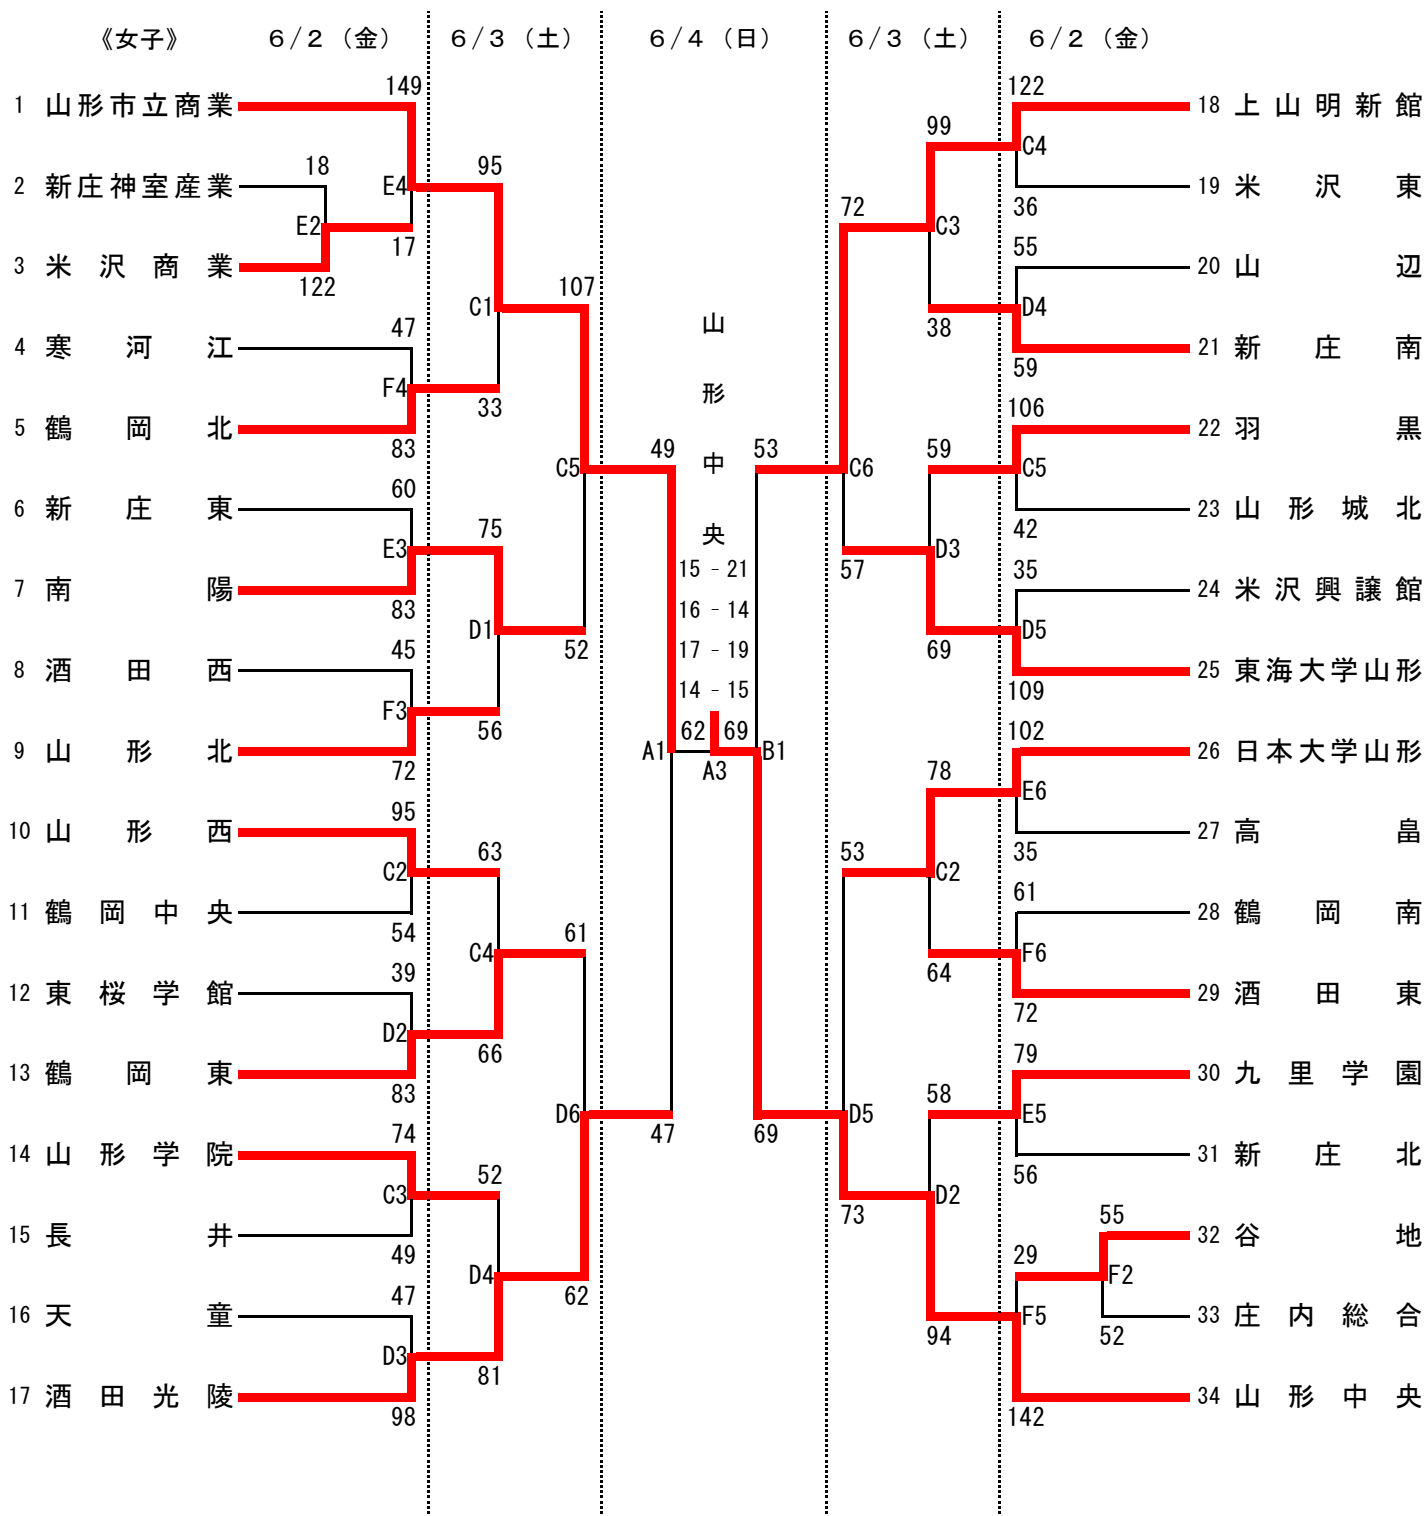 《女子》 6/2(金) 6/3(土) 6/4(日) 6/3(土) 6/2(金)
149
1 山形市立商業
95
18
2 新庄神室産業
E4
E2
17
3 米沢商業
122
107
C1
47
4 寒河江
F4
33
5 鶴岡北
83
49
C5
60
6 新庄東
75
E3
7 南陽
83
D1
52
45
8 酒田西
F3
56
9 山形北
72
A1
95
10 山形西
63
C2
11 鶴岡中央
54
61
C4
39
12 東桜学館
D2
66
13 鶴岡東
83
D6
47
74
14 山形学院
52
C3
15 長井
49
D4
62
47
16 天童
D3
81
17 酒田光陵
98
山形中央
15 - 21
16 - 14
17 - 19
14 - 15
62 69
A3
122
18 上山明新館
99
C4
19 米沢東
36
72
C3
55
20 山辺
D4
38
21 新庄南
59
53
C6
106
22 羽黒
59
C5
23 山形城北
42
D3
57
35
24 米沢興譲館
D5
69
25 東海大学山形
109
B1
102
26 日本大学山形
78
E6
27 高畠
35
53
C2
61
28 鶴岡南
F6
64
29 酒田東
72
D5
69
79
30 九里学園
58
E5
31 新庄北
56
D2
73
55
32 谷地
29
F2
33 庄内総合
52
F5
94
34 山形中央
142